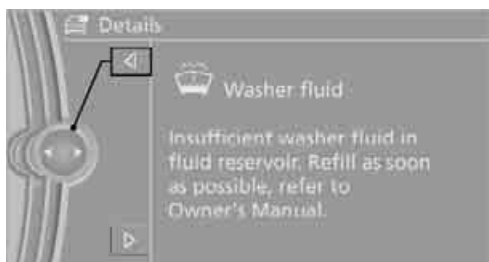 Details
Washer fluid
Insufficient washer fluid in
fluid reservoir. Refill as soon
as possible, refer to
Owner's Manual.